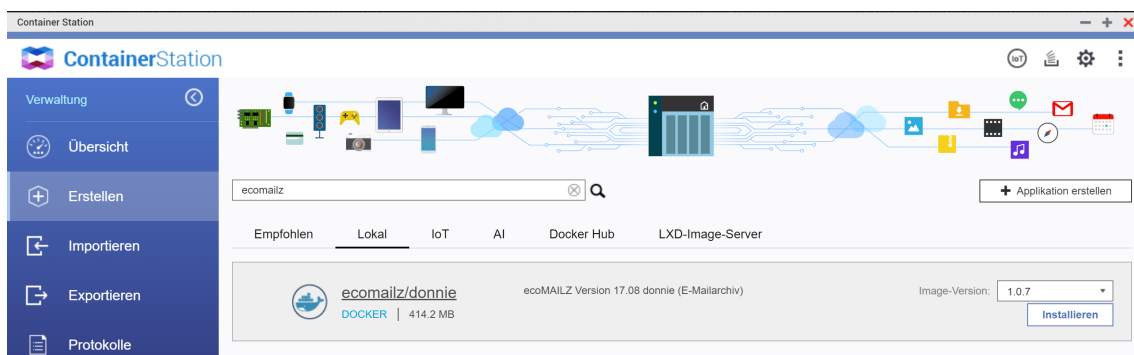 Container Station
ContainerStation
IoT
Verwaltung
Übersicht
Erstellen
Importieren
Exportieren
Protokolle
ecomailz
+ Applikation erstellen
Empfohlen Lokal IoT AI Docker Hub LXD-Image-Server
ecomailz/donnie
DOCKER | 414.2 MB
ecoMAILZ Version 17.08 donnie (E-Mailarchiv)
Image-Version: 1.0.7
Installieren